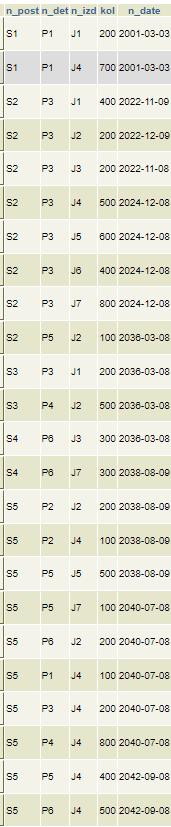 n_post n_det n_izd kol n_date
S1 P1 J1 200 2001-03-03
S1 P1 J4 700 2001-03-03
S2 P3 J1 400 2022-11-09
S2 P3 J2 200 2022-12-09
S2 P3 J3 200 2022-11-08
S2 P3 J4 500 2024-12-08
S2 P3 J5 600 2024-12-08
S2 P3 J6 400 2024-12-08
S2 P3 J7 800 2024-12-08
S2 P5 J2 100 2036-03-08
S3 P3 J1 200 2036-03-08
S3 P4 J2 500 2036-03-08
S4 P6 J3 300 2036-03-08
S4 P6 J7 300 2038-08-09
S5 P2 J2 200 2038-08-09
S5 P2 J4 100 2038-08-09
S5 P5 J5 500 2038-08-09
S5 P5 J7 100 2040-07-08
S5 P6 J2 200 2040-07-08
S5 P1 J4 100 2040-07-08
S5 P3 J4 200 2040-07-08
S5 P4 J4 800 2040-07-08
S5 P5 J4 400 2042-09-08
S5 P6 J4 500 2042-09-08